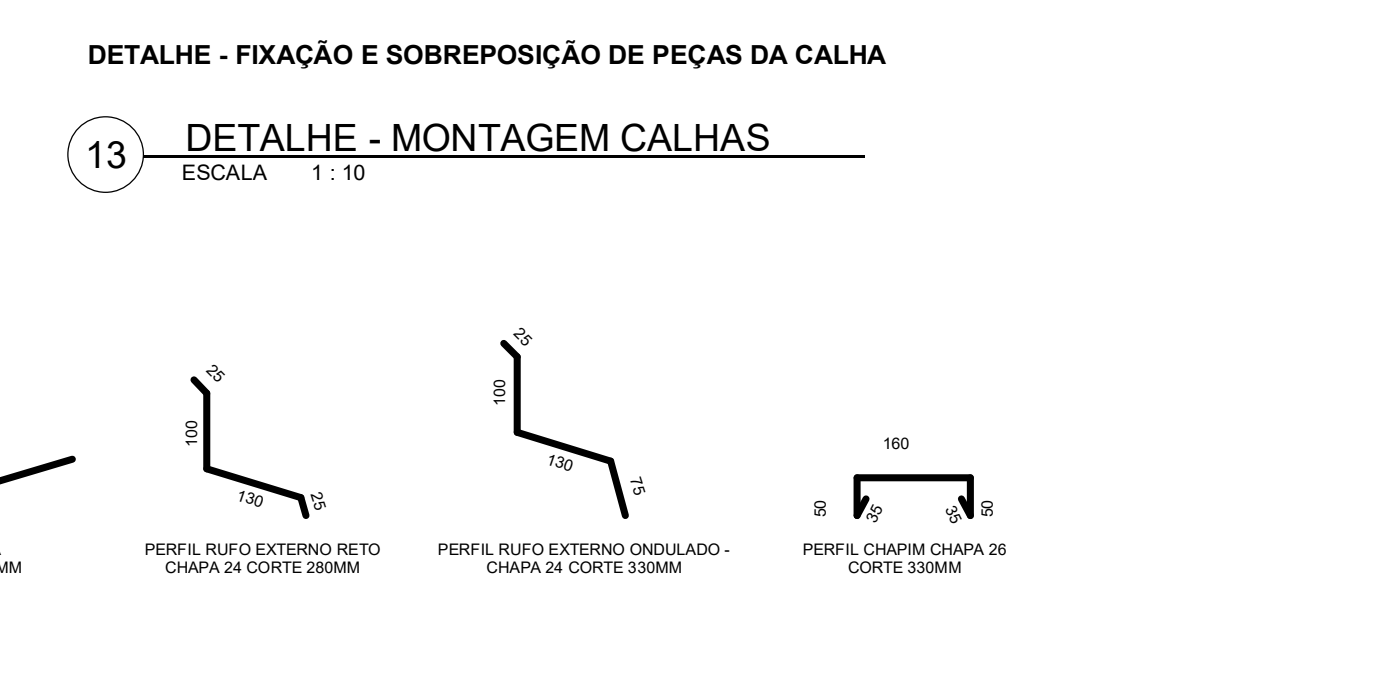 DETALHE - FIXAÇÃO E SOBREPOSIÇÃO DE PEÇAS DA CALHA
13
DETALHE - MONTAGEM CALHAS
ESCALA 1 : 10
MM
25
100
130
25
PERFIL RUFO EXTERNO RETO
CHAPA 24 CORTE 280MM
25
100
130
75
PERFIL RUFO EXTERNO ONDULADO -
CHAPA 24 CORTE 330MM
160
50
35
35
50
PERFIL CHAPIM CHAPA 26
CORTE 330MM